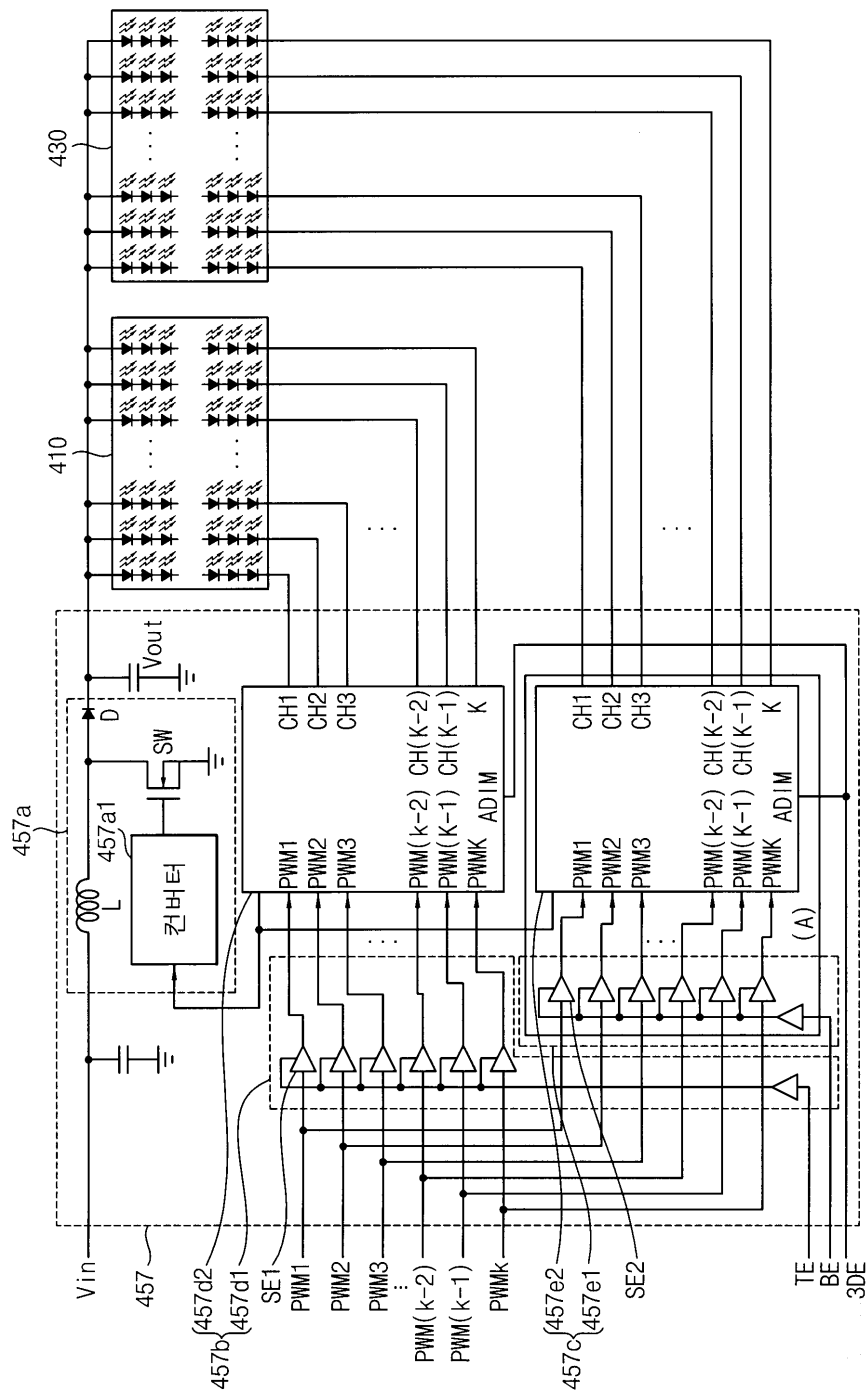 430
410
Vout
457a
D
SW
457a1
L
컨버터
CH1
CH2
CH3
CH(K-2)
CH(K-1)
K
PWM1
PWM2
PWM3
PWM(k-2)
PWM(K-1)
PWMK
ADIM
...
...
CH1
CH2
CH3
CH(K-2)
CH(K-1)
K
PWM1
PWM2
PWM3
PWM(k-2)
PWM(K-1)
PWMK
ADIM
...
...
(A)
Vin
457
457d2
457b
457d1
SE1
PWM1
PWM2
PWM3
...
PWM(k-2)
PWM(k-1)
PWMk
457e2
457c
457e1
SE2
TE
BE
3DE